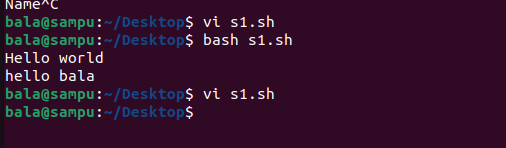 Name^C
bala@sampu:~/Desktop$ vi s1.sh
bala@sampu:~/Desktop$ bash s1.sh
Hello world
hello bala
bala@sampu:~/Desktop$ vi s1.sh
bala@sampu:~/Desktop$